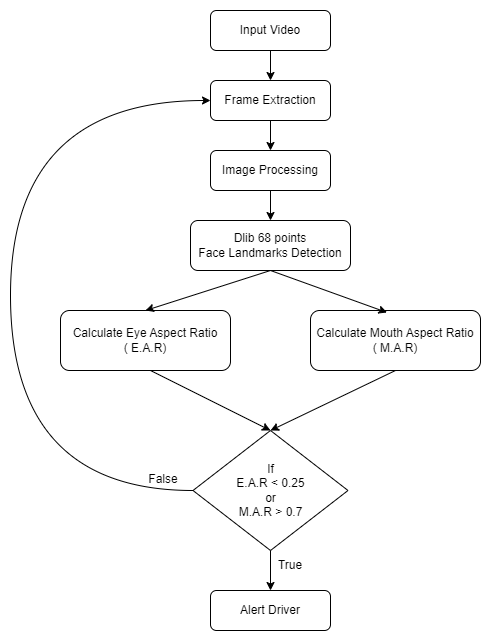 Input Video
Frame Extraction
Image Processing
Dlib 68 points
Face Landmarks Detection
Calculate Eye Aspect Ratio
( E.A.R)
Calculate Mouth Aspect Ratio
( M.A.R)
False
If
E.A.R < 0.25
or
M.A.R > 0.7
True
Alert Driver